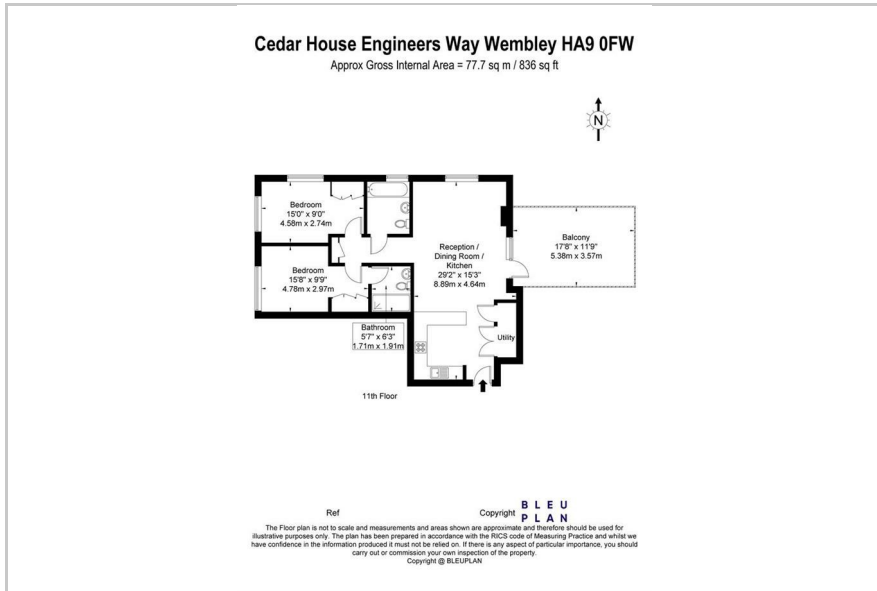 Cedar House Engineers Way Wembley HA9 0FW
Approx Gross Internal Area = 77.7 sq m / 836 sq ft
N
Bedroom
15'0" x 9'0"
4.58m x 2.74m
Reception /
Dining Room /
Kitchen
29'2" x 15'3"
8.89m x 4.64m
Balcony
17'8" x 11'9"
5.38m x 3.57m
Bedroom
15'8" x 9'9"
4.78m x 2.97m
Bathroom
5'7" x 6'3"
1.71m x 1.91m
Utility
11th Floor
Ref
Copyright
BLEU
PLAN
The Floor plan is not to scale and measurements and areas shown are approximate and therefore should be used for
illustrative purposes only. The plan has been prepared in accordance with the RICS code of Measuring Practice and whilst we
have confidence in the information produced it must not be relied on. If there is any aspect of particular importance, you should
carry out or commission your own inspection of the property.
Copyright @ BLEUPLAN